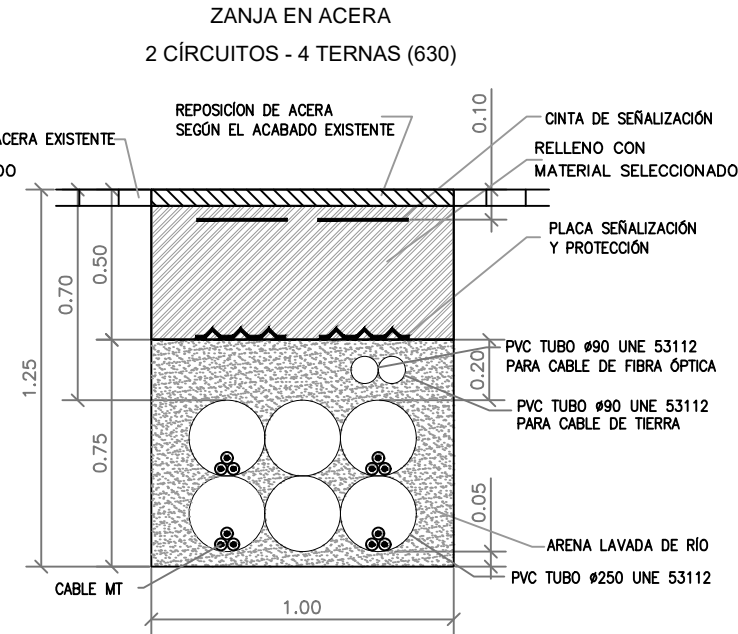 ZANJA EN ACERA
2 CÍRCUITOS - 4 TERNAS (630)
REPOSICÍON DE ACERA
SEGÚN EL ACABADO EXISTENTE
ACERA EXISTENTE
DO
0.10
CINTA DE SEÑALIZACIÓN
RELLENO CON
MATERIAL SELECCIONADO
PLACA SEÑALIZACIÓN
Y PROTECCIÓN
0.50
0.70
1.25
0.75
0.20
PVC TUBO ø90 UNE 53112
PARA CABLE DE FIBRA ÓPTICA
PVC TUBO ø90 UNE 53112
PARA CABLE DE TIERRA
0.05
ARENA LAVADA DE RÍO
PVC TUBO ø250 UNE 53112
CABLE MT
1.00